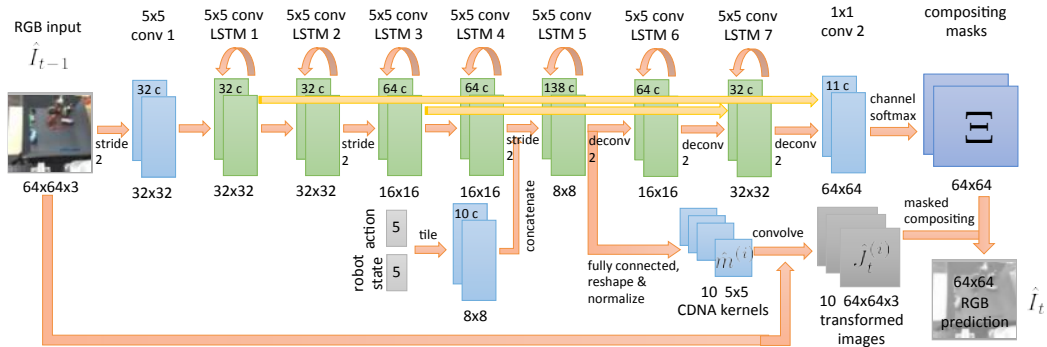 RGB input
Î_{t−1}
64x64x3
5x5
conv 1
32 c
32x32
stride
2
5x5 conv
LSTM 1
32 c
32x32
5x5 conv
LSTM 2
32 c
32x32
stride
2
5x5 conv
LSTM 3
64 c
16x16
5x5 conv
LSTM 4
64 c
16x16
stride
2
5x5 conv
LSTM 5
138 c
8x8
deconv
2
5x5 conv
LSTM 6
64 c
16x16
deconv
2
5x5 conv
LSTM 7
32 c
32x32
deconv
2
1x1
conv 2
11 c
64x64
channel
softmax
compositing
masks
Ξ
64x64
action
5
robot
state
5
tile
10 c
8x8
concatenate
fully connected,
reshape &
normalize
m̂^{(i)}
10 5x5
CDNA kernels
convolve
Ĵ_t^{(i)}
10 64x64x3
transformed
images
masked
compositing
64x64
RGB
prediction
Î_t